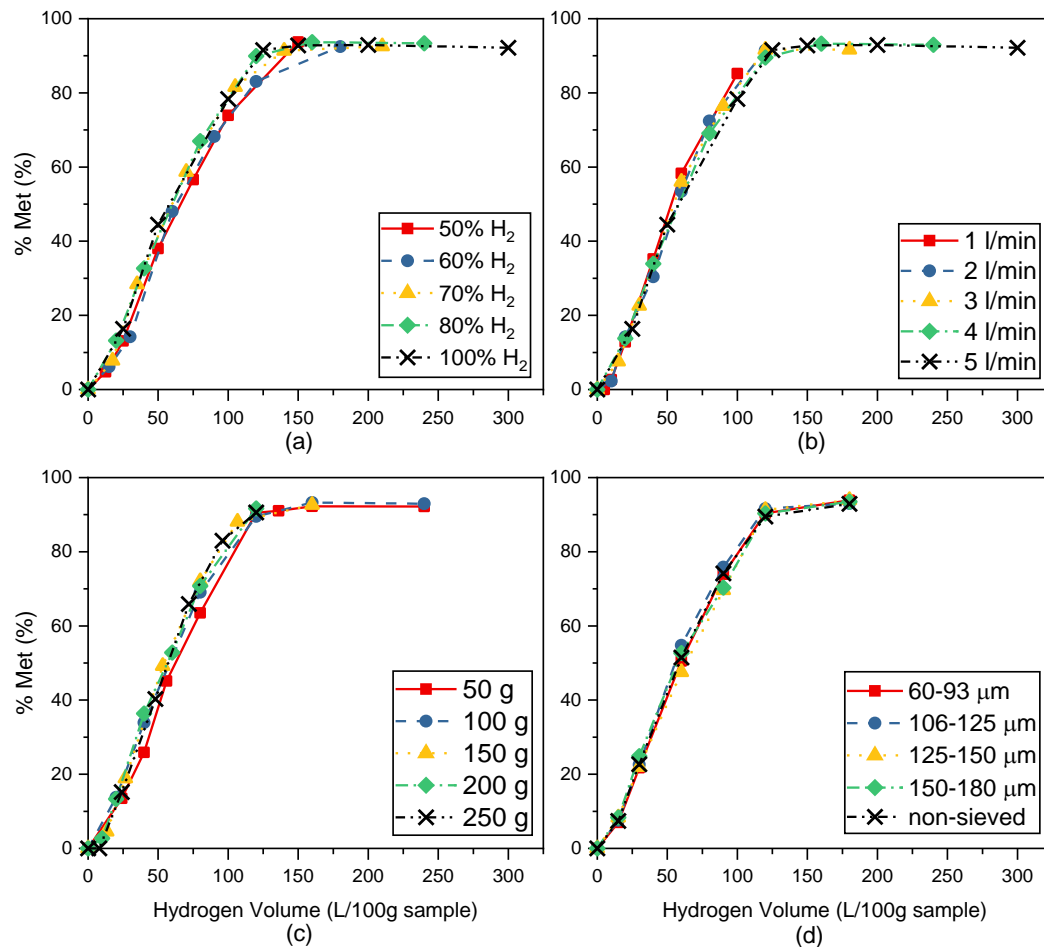 100
80
60
40
20
0
% Met (%)
50% H₂
60% H₂
70% H₂
80% H₂
100% H₂
0 50 100 150 200 250 300
(a)
100
80
60
40
20
0
1 l/min
2 l/min
3 l/min
4 l/min
5 l/min
0 50 100 150 200 250 300
(b)
100
80
60
40
20
0
% Met (%)
50 g
100 g
150 g
200 g
250 g
0 50 100 150 200 250 300
Hydrogen Volume (L/100g sample)
(c)
100
80
60
40
20
0
60-93 μm
106-125 μm
125-150 μm
150-180 μm
non-sieved
0 50 100 150 200 250 300
Hydrogen Volume (L/100g sample)
(d)